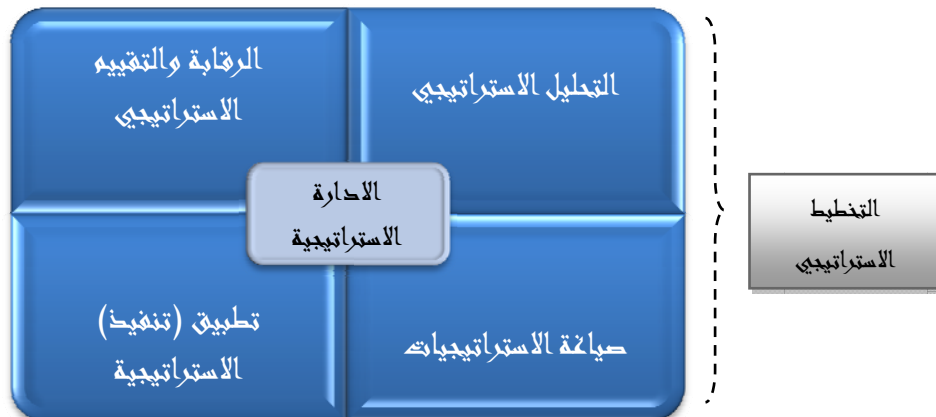 التحليل الاستراتيجي
الرقابة والتقييم
الاستراتيجي
الادارة
الاستراتيجية
صياغة الاستراتيجيات
تطبيق (تنفيذ)
الاستراتيجية
التخطيط
الاستراتيجي